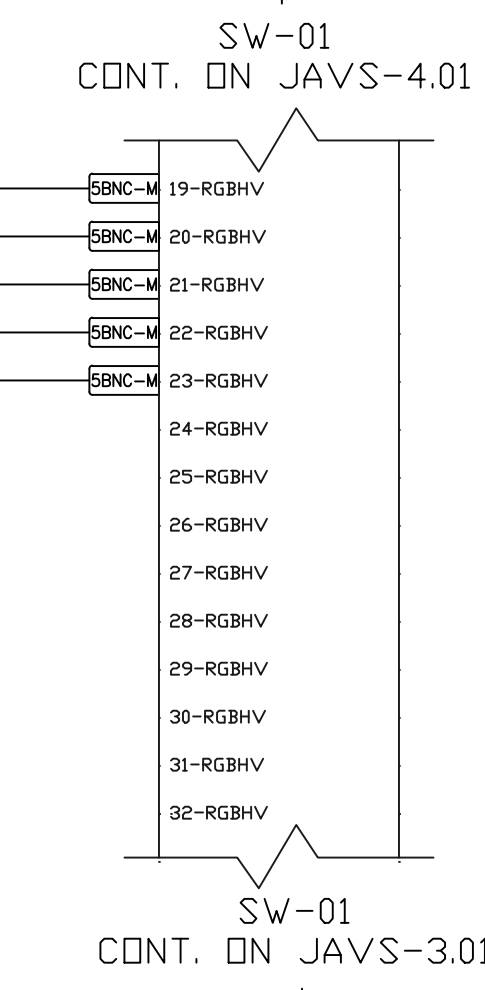 SW-01
CONT. ON JAVS-4.01
5BNC-M 19-RGBHV
5BNC-M 20-RGBHV
5BNC-M 21-RGBHV
5BNC-M 22-RGBHV
5BNC-M 23-RGBHV
24-RGBHV
25-RGBHV
26-RGBHV
27-RGBHV
28-RGBHV
29-RGBHV
30-RGBHV
31-RGBHV
32-RGBHV
SW-01
CONT. ON JAVS-3.01